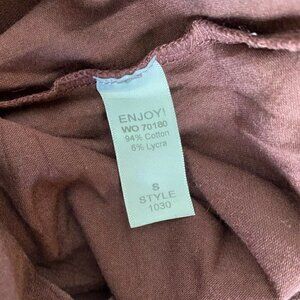 ENJOY!
WO 70180
94% Cotton
6% Lycra
S
STYLE
1030